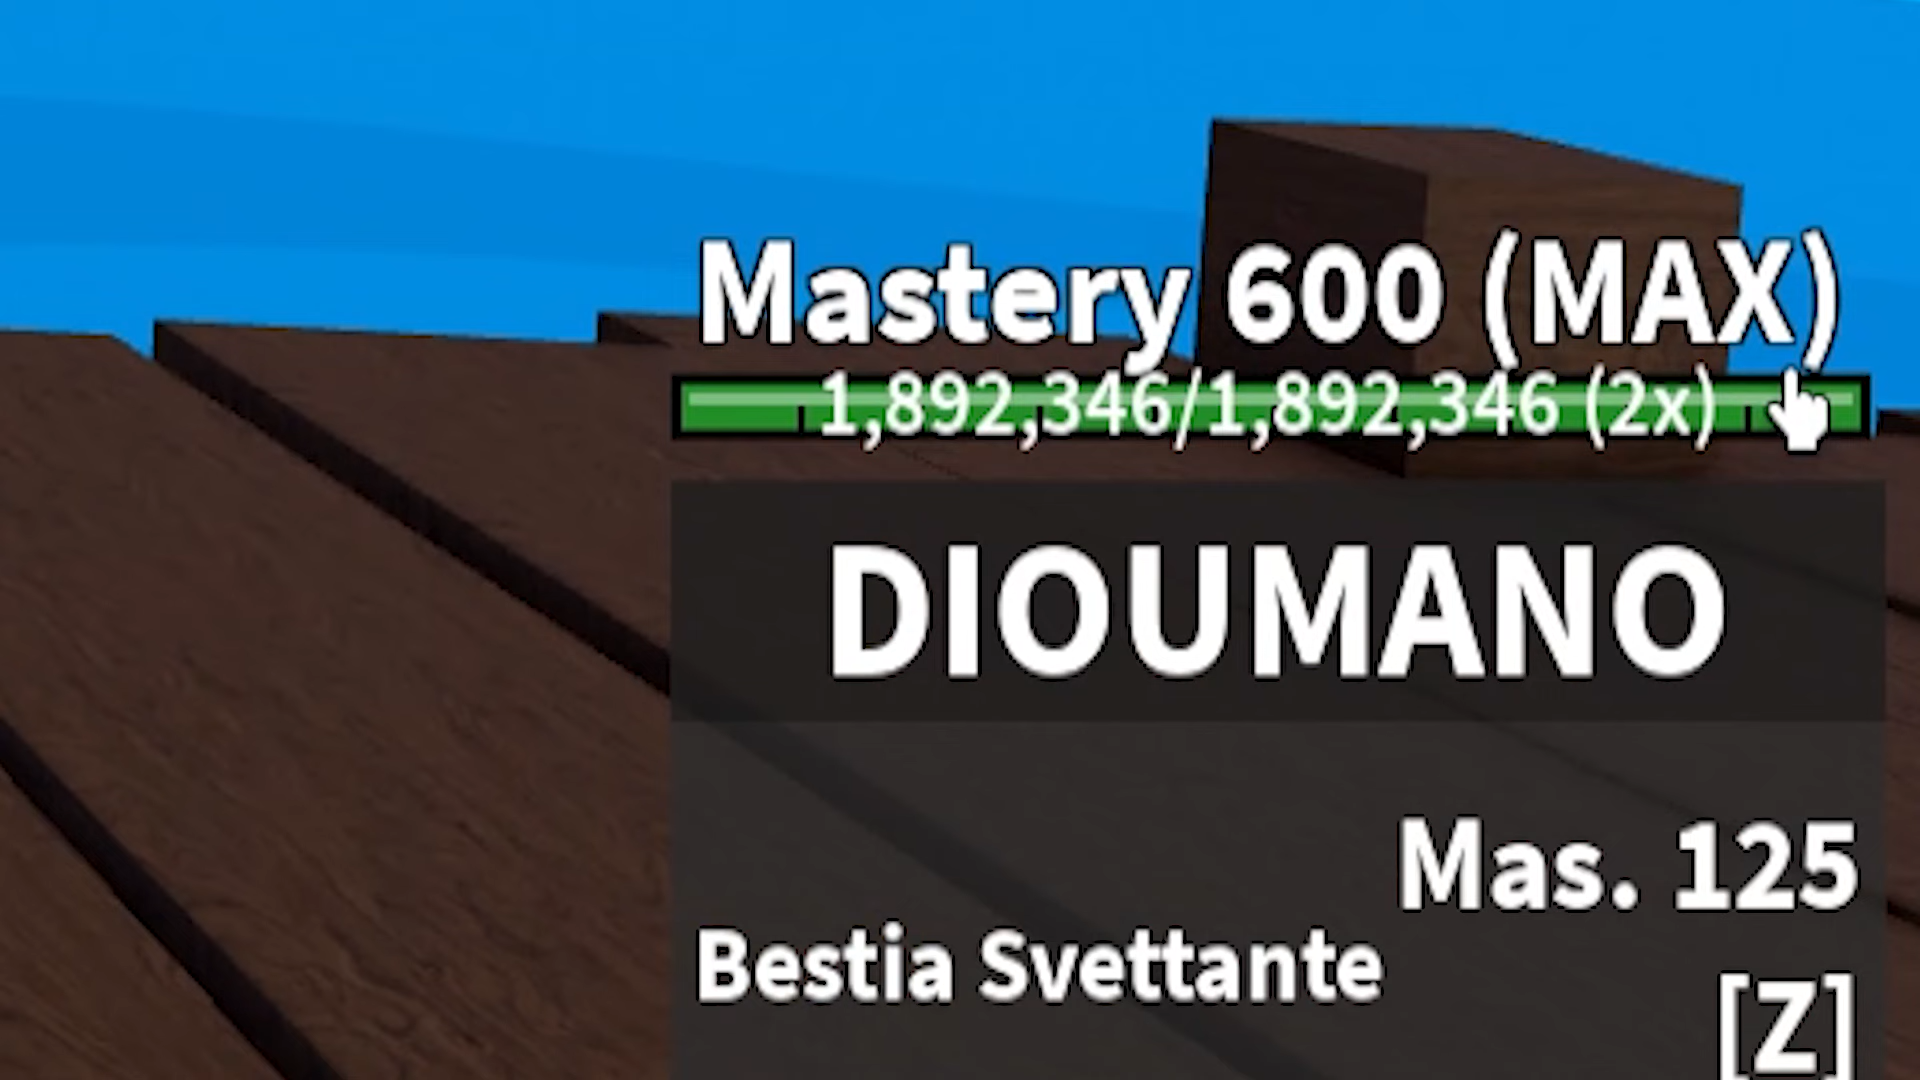 Mastery 600 (MAX)
1,892,346/1,892,346 (2x)
DIOUMANO
Mas. 125
Bestia Svettante
[Z]